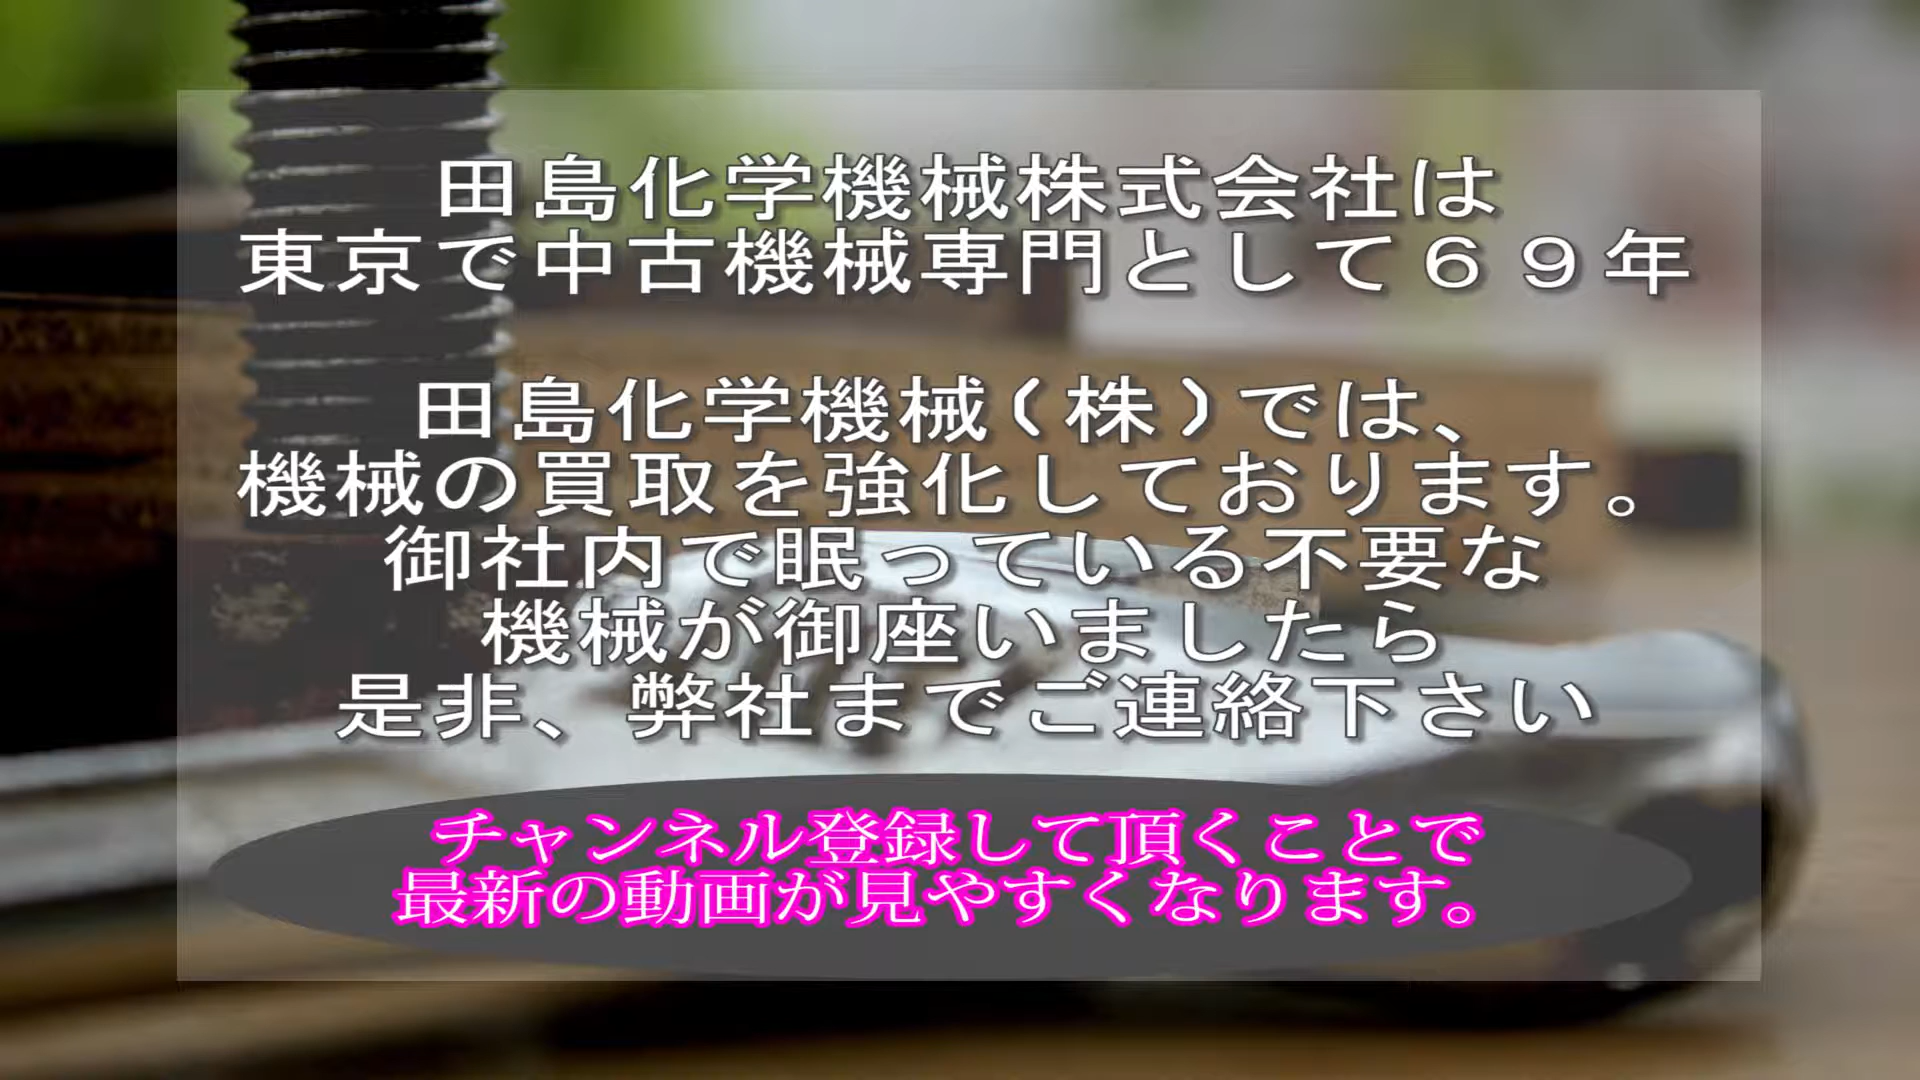 田島化学機械株式会社は
東京で中古機械専門として６９年
田島化学機械(株)では、
機械の買取を強化しております。
御社内で眠っている不要な
機械が御座いましたら
是非、弊社までご連絡下さい
チャンネル登録して頂くことで
最新の動画が見やすくなります。